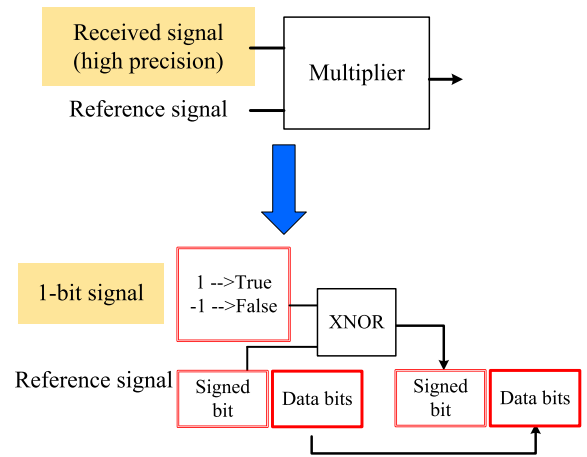 Received signal
(high precision)
Multiplier
Reference signal
1-bit signal
1 -->True
-1 -->False
XNOR
Reference signal
Signed
bit
Data bits
Signed
bit
Data bits